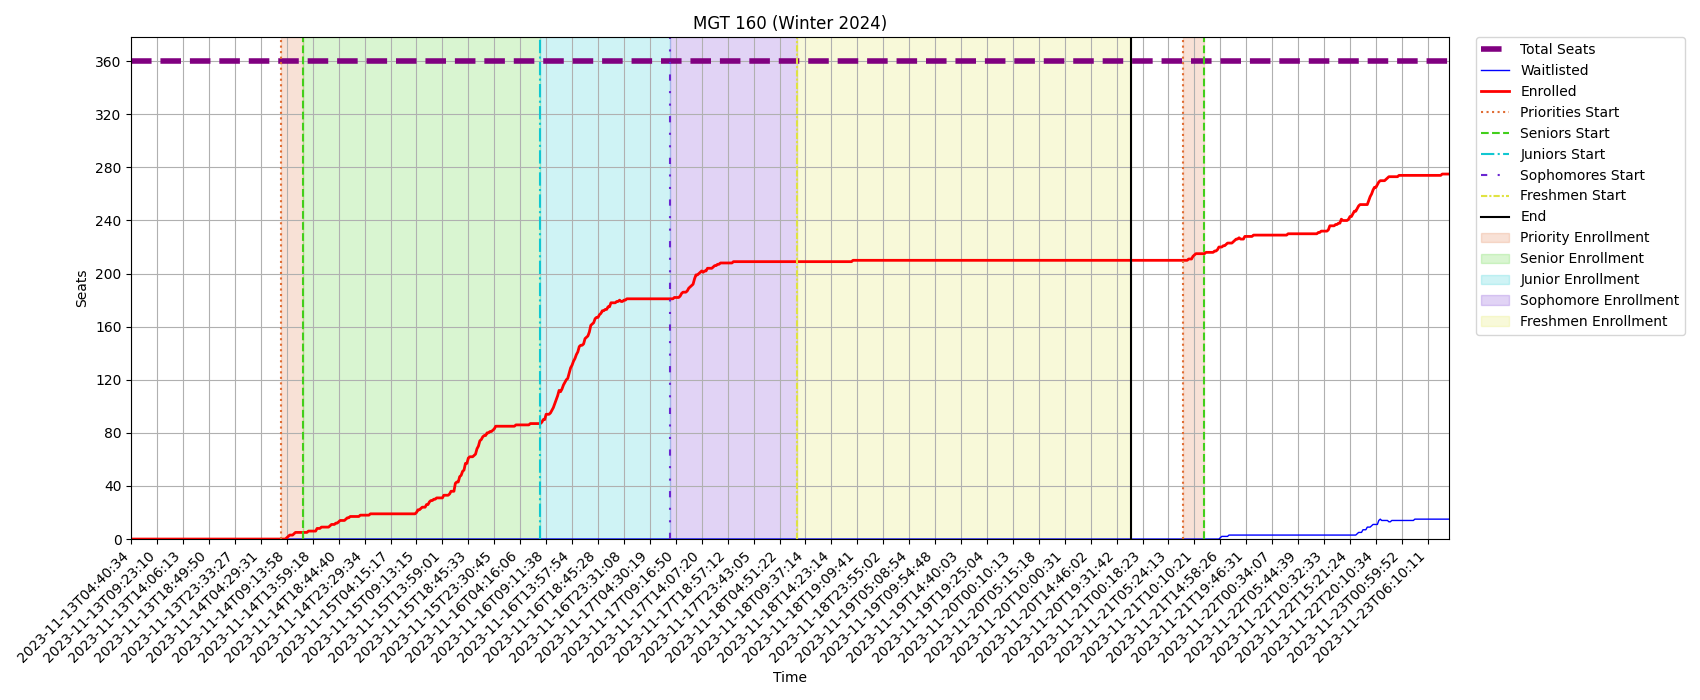 MGT 160 (Winter 2024)
Seats
360
320
280
240
200
160
120
80
40
0
2023-11-13T04:40:34
2023-11-13T09:23:10
2023-11-13T14:06:13
2023-11-13T18:49:50
2023-11-13T23:33:27
2023-11-14T04:29:31
2023-11-14T09:13:58
2023-11-14T13:59:18
2023-11-14T18:44:40
2023-11-14T23:29:34
2023-11-15T04:15:17
2023-11-15T09:13:15
2023-11-15T13:59:01
2023-11-15T18:45:33
2023-11-15T23:30:45
2023-11-16T04:16:06
2023-11-16T09:11:38
2023-11-16T13:57:54
2023-11-16T18:45:28
2023-11-16T23:31:08
2023-11-17T04:30:19
2023-11-17T09:16:50
2023-11-17T14:07:20
2023-11-17T18:57:12
2023-11-17T23:43:05
2023-11-18T04:51:22
2023-11-18T09:37:14
2023-11-18T14:23:14
2023-11-18T19:09:41
2023-11-18T23:55:02
2023-11-19T05:08:54
2023-11-19T09:54:48
2023-11-19T14:40:03
2023-11-19T19:25:04
2023-11-20T00:10:13
2023-11-20T05:15:18
2023-11-20T10:00:31
2023-11-20T14:46:02
2023-11-20T19:31:42
2023-11-21T00:18:23
2023-11-21T05:24:13
2023-11-21T10:10:21
2023-11-21T14:58:26
2023-11-21T19:46:31
2023-11-22T00:34:07
2023-11-22T05:44:39
2023-11-22T10:32:33
2023-11-22T15:21:24
2023-11-22T20:10:34
2023-11-23T00:59:52
2023-11-23T06:10:11
Time
Total Seats
Waitlisted
Enrolled
Priorities Start
Seniors Start
Juniors Start
Sophomores Start
Freshmen Start
End
Priority Enrollment
Senior Enrollment
Junior Enrollment
Sophomore Enrollment
Freshmen Enrollment